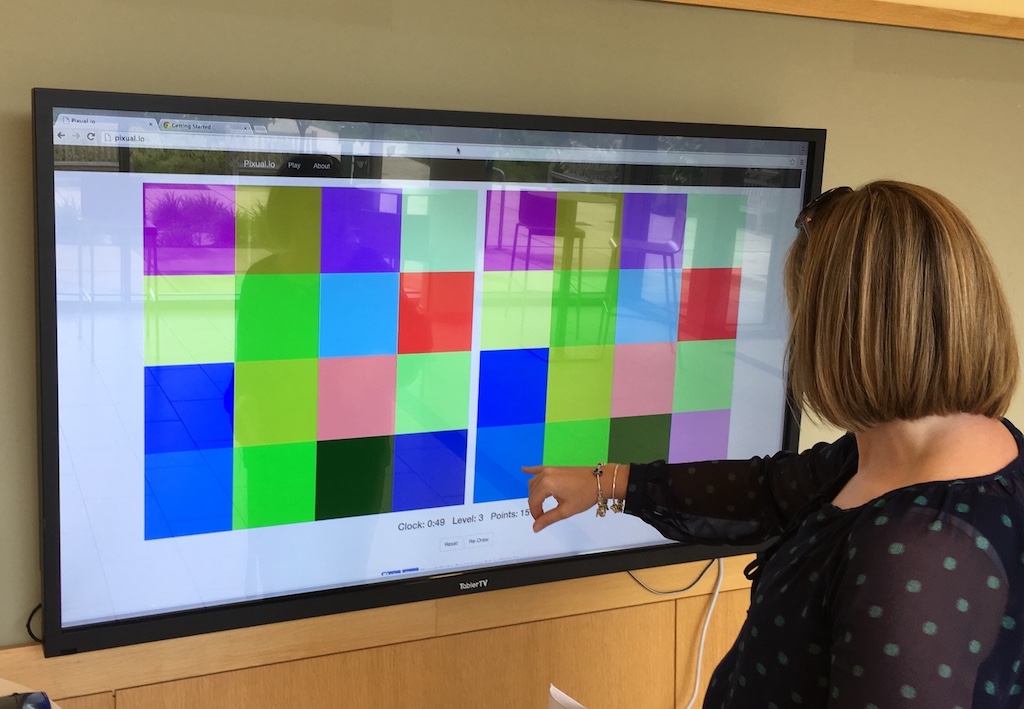 Pixual.io
Getting Started
pixual.io
Pixual.io Play About
Clock: 0:49 Level: 3 Points: 15
Reset Re-Draw
TablerTV